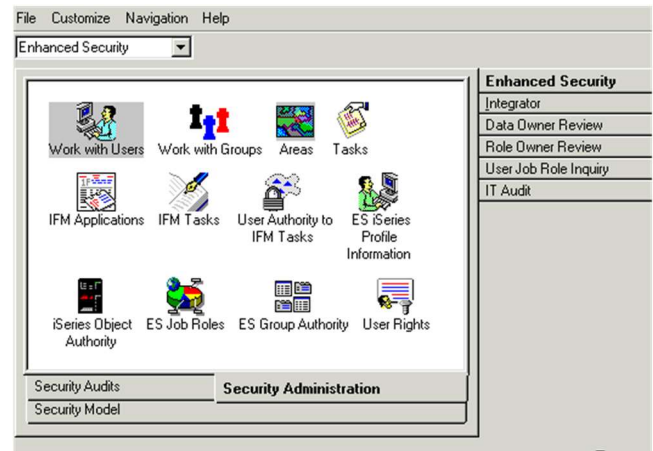 File Customize Navigation Help
Enhanced Security
Work with Users Work with Groups Areas Tasks
IFM Applications IFM Tasks User Authority to IFM Tasks ES iSeries Profile Information
iSeries Object Authority ES Job Roles ES Group Authority User Rights
Security Audits Security Administration
Security Model
Enhanced Security
Integrator
Data Owner Review
Role Owner Review
User Job Role Inquiry
IT Audit